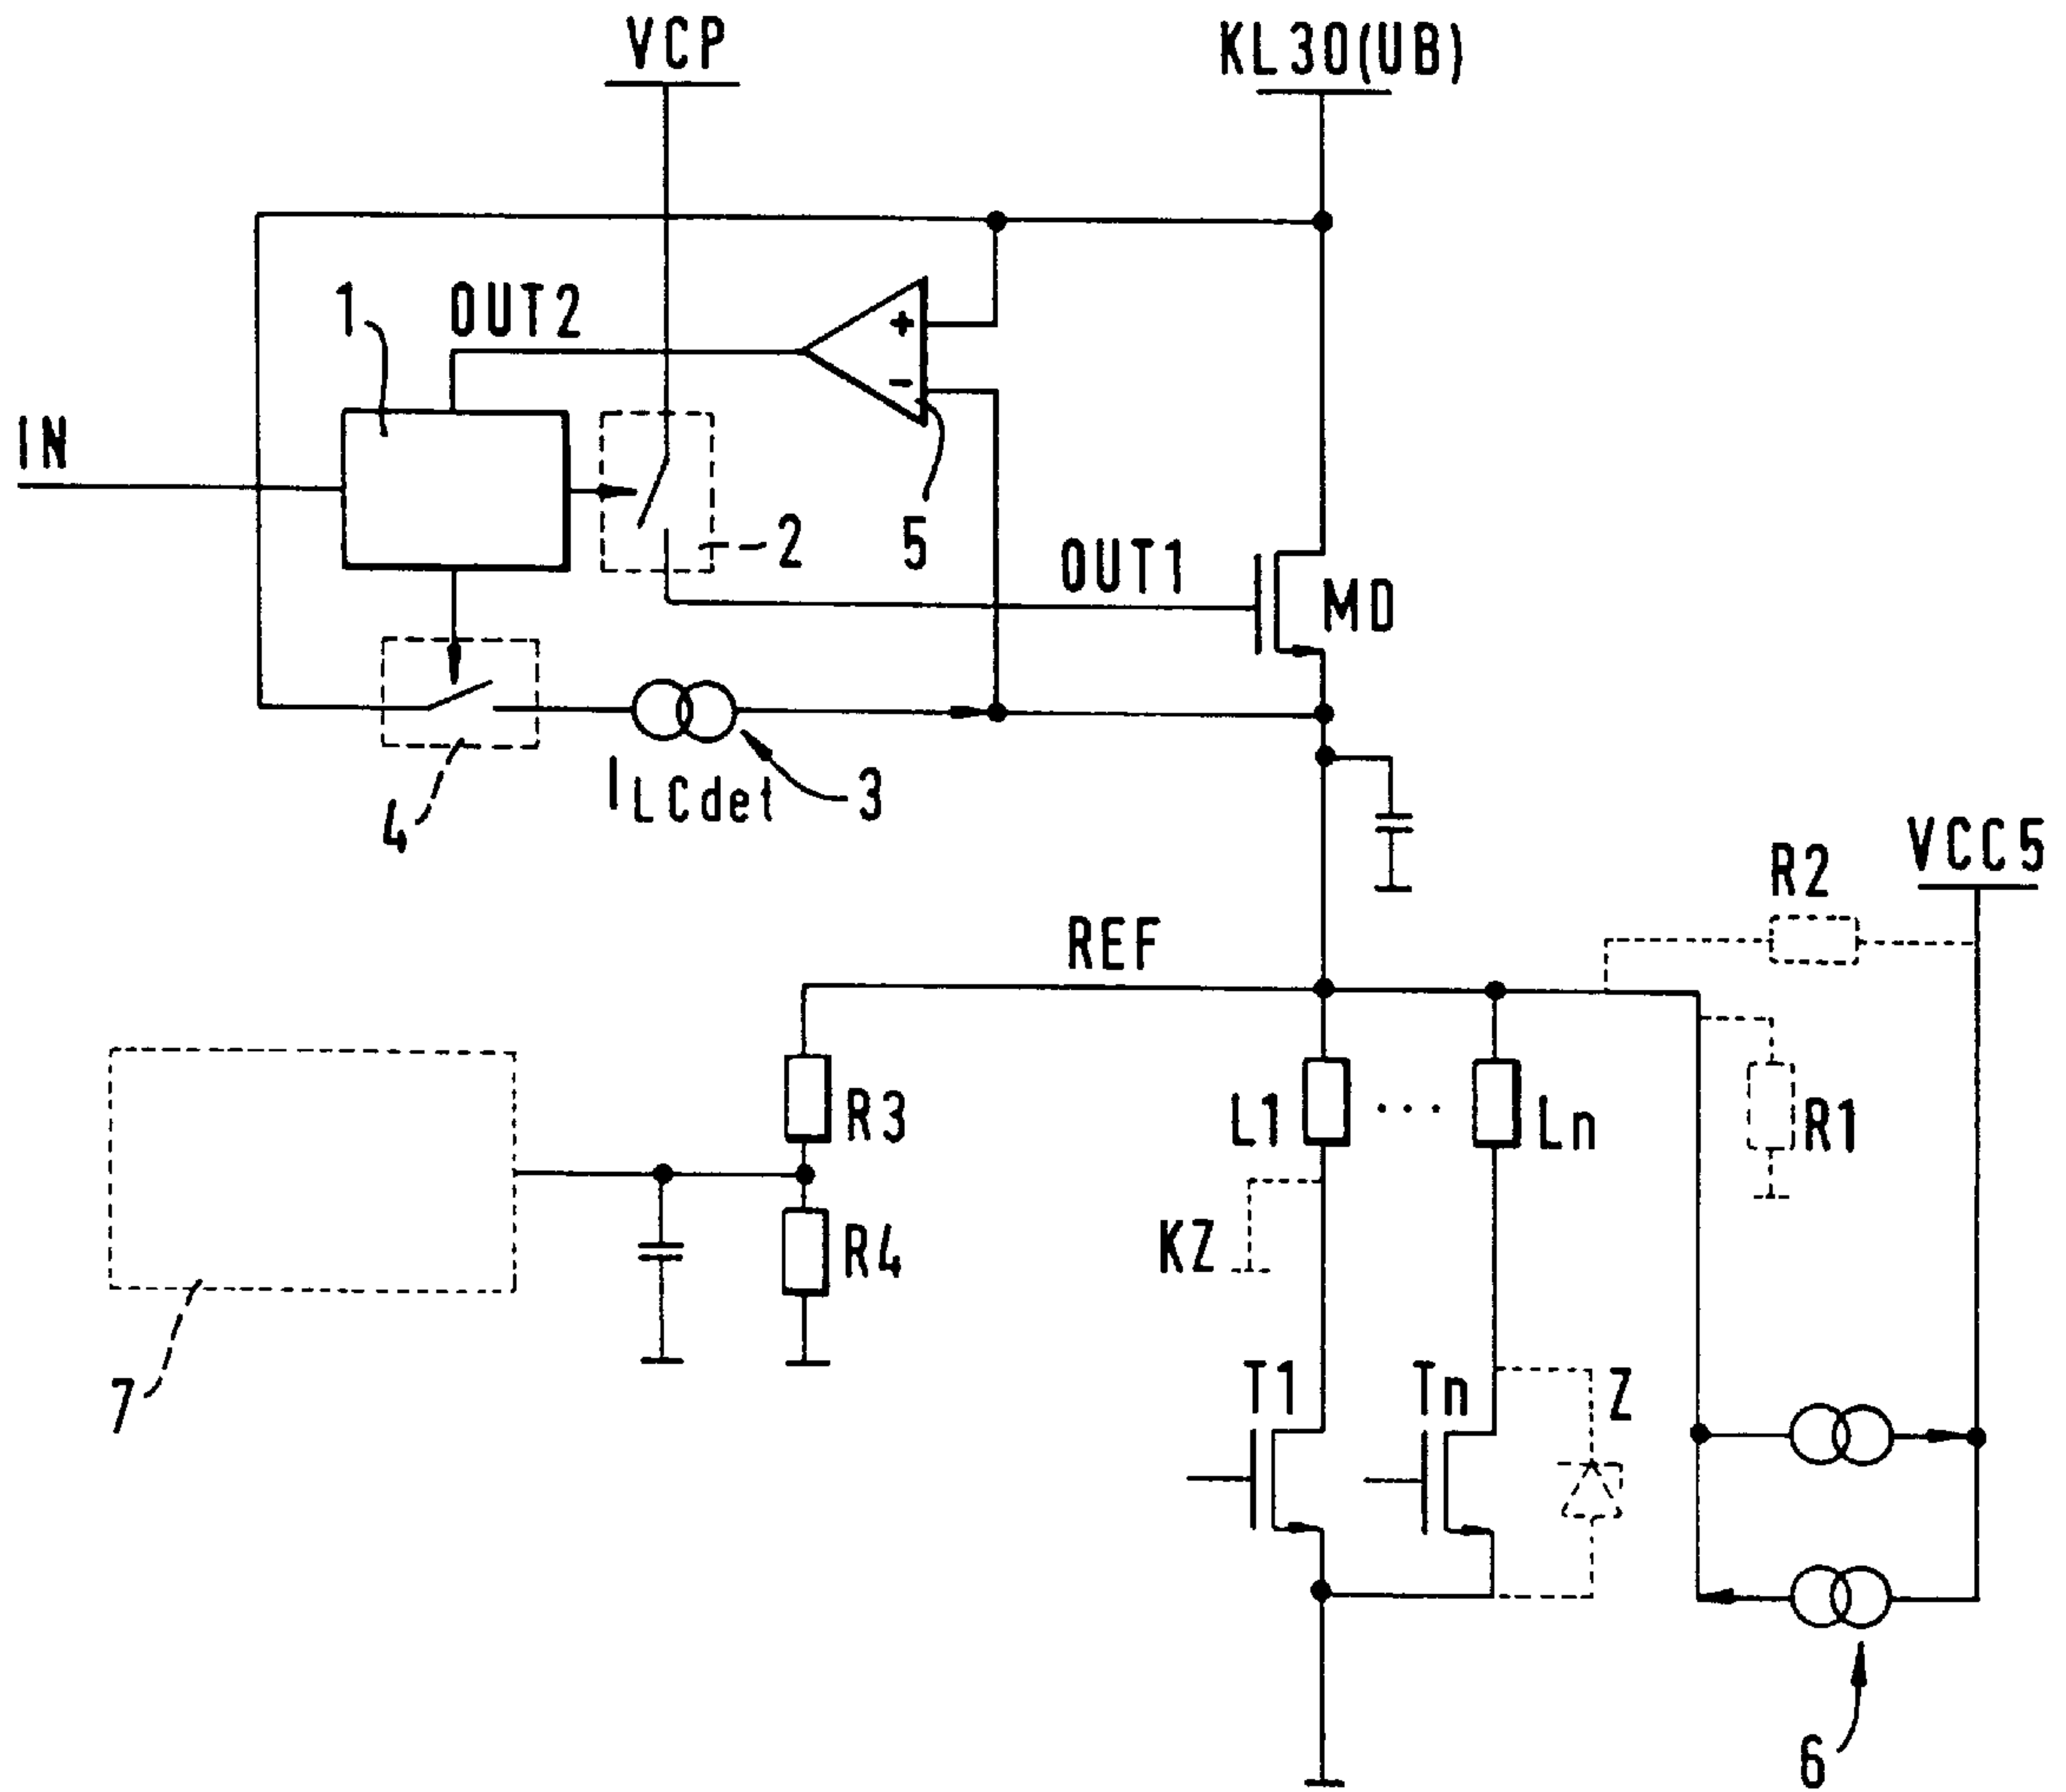 VCP
KL30(UB)
1
OUT2
IN
+
-
5
2
OUT1
MD
4
ILCdet
3
R2
VCC5
REF
R3
L1
...
Ln
R1
KZ
R4
7
T1
Tn
Z
6